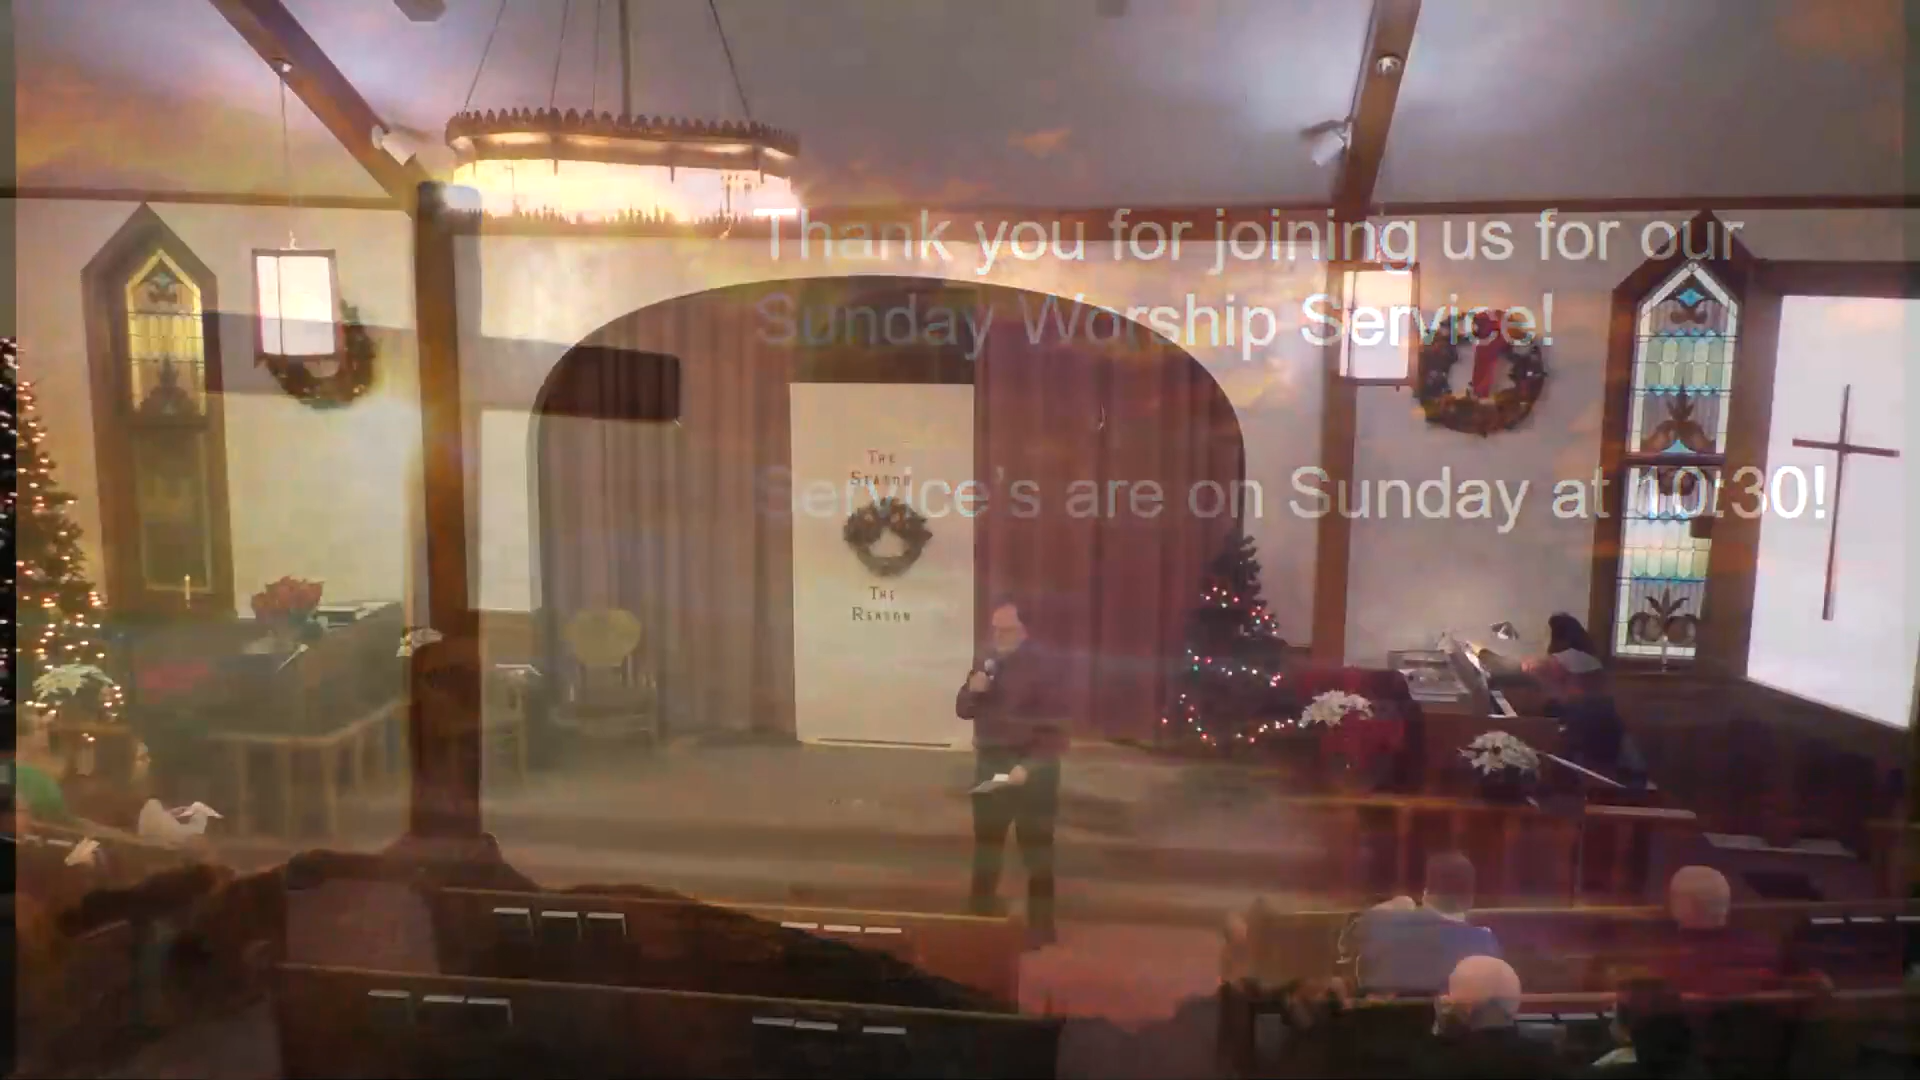 Thank you for joining us for our
Sunday Worship Service!
Service's are on Sunday at 10:30!
THE
SEASON
THE
REASON